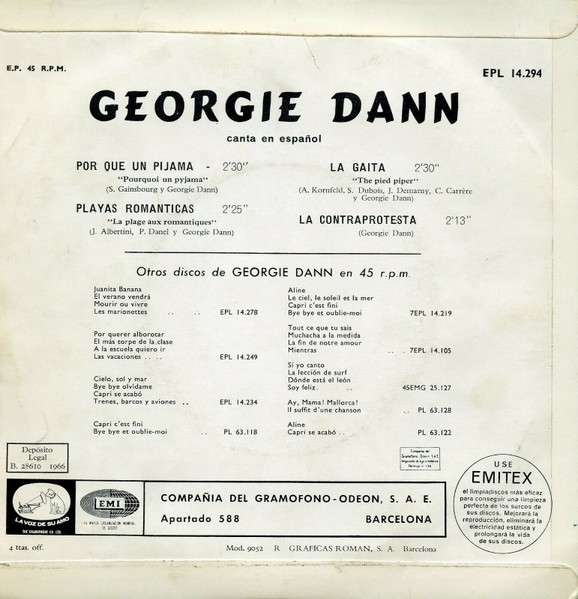 E.P. 45 R.P.M.
EPL 14.294
GEORGIE DANN
canta en español
POR QUE UN PIJAMA - 2'30"
"Pourquoi un pyjama"
(S. Gainsbourg y Georgie Dann)
PLAYAS ROMANTICAS 2'25"
"La plage aux romantiques"
(J. Albertini, P. Danel y Georgie Dann)
LA GAITA 2'30"
"The pied piper"
(A. Kornfeld, S. Dubois, J. Demarny, C. Carrère
y Georgie Dann)
LA CONTRAPROTESTA 2'13"
(Georgie Dann)
Otros discos de GEORGIE DANN en 45 r.p.m.
Juanita Banana
El verano vendrá
Mourir ou vivre
Les marionettes .. .. EPL 14.278
Por querer alborotar
El más torpe de la clase
A la escuela quiero ir
Las vacaciones .. .. EPL 14.249
Cielo, sol y mar
Bye bye olvídame
Capri se acabó
Trenes, barcos y aviones .. EPL 14.234
Capri c'est fini
Bye bye et oublie-moi .. PL 63.118
Aline
Le ciel, le soleil et la mer
Capri c'est fini
Bye bye et oublie-moi 7EPL 14.219
Tout ce que tu sais
Muchacha a la medida
La fin de notre amour
Mientras .. . 7EPL 14.105
Si yo canto
La lección de surf
Dónde está el león
Soy feliz. .. 45EMG 25.127
Ay, Mama! Mallorca!
Il suffit d'une chanson .. PL 63.128
Aline
Capri se acabó .. PL 63.122
Depósito
Legal
B. 28610 1966
LA VOZ DE SU AMO
EMI
COMPAÑIA DEL GRAMOFONO-ODEON, S. A. E.
Apartado 588 BARCELONA
USE
EMITEX
el limpiadiscos más eficaz
para conseguir una limpieza
perfecta de los surcos de
sus discos. Mejorará la
reproducción, eliminará la
electricidad estática y
prolongará la vida
de sus discos.
4 ttas. off.
Mod. 9052 R GRAFICAS ROMAN, S. A. Barcelona